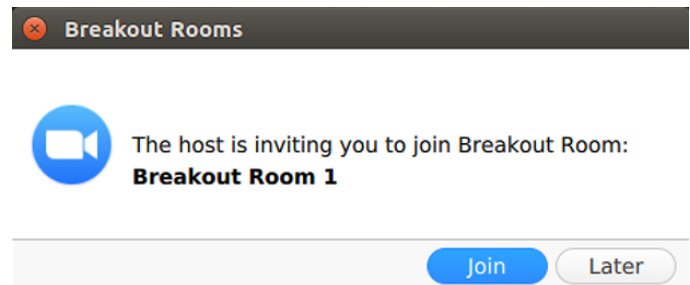 Breakout Rooms
The host is inviting you to join Breakout Room:
Breakout Room 1
Join
Later